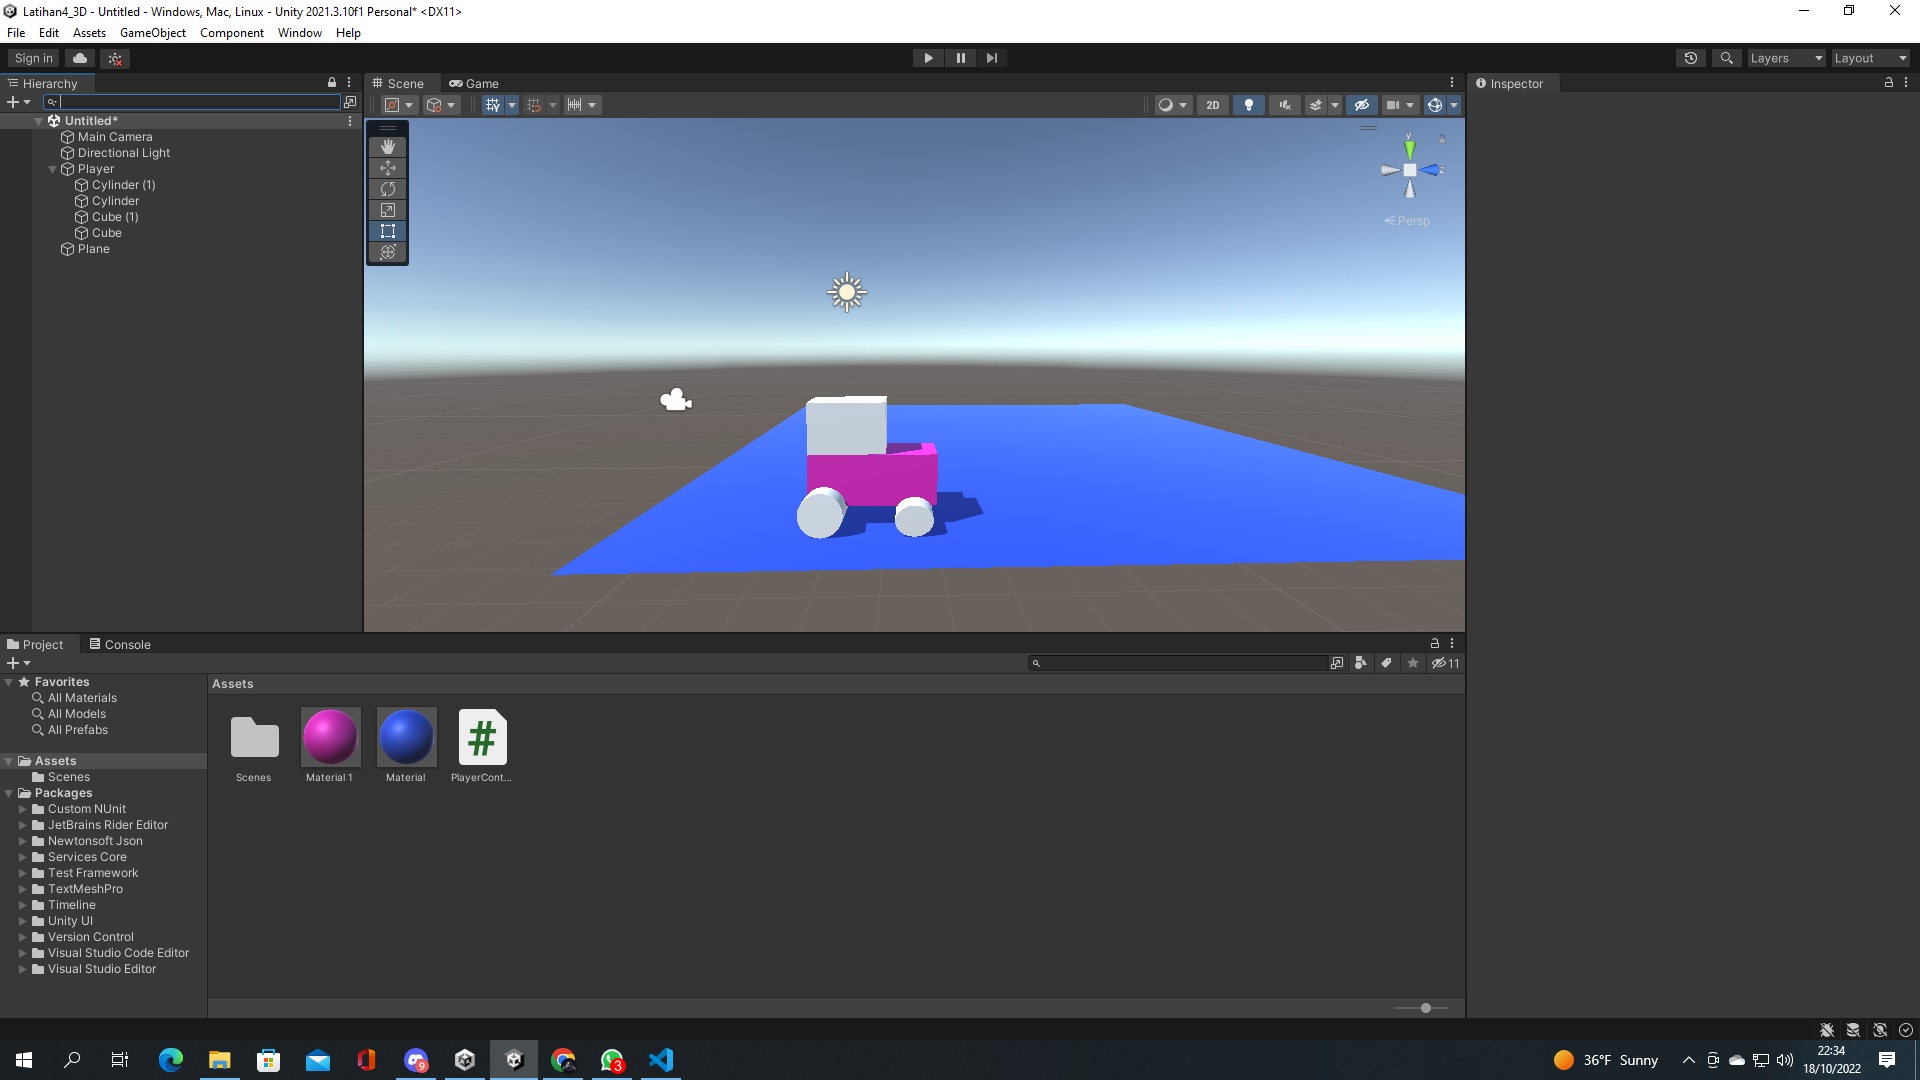 Latihan4_3D - Untitled - Windows, Mac, Linux - Unity 2021.3.10f1 Personal* <DX11>
File Edit Assets GameObject Component Window Help
Sign in
Layers Layout
Hierarchy
Scene Game
Inspector
2D
Untitled*
Main Camera
Directional Light
Player
Cylinder (1)
Cylinder
Cube (1)
Cube
Plane
y
z
Persp
Project Console
11
Favorites
All Materials
All Models
All Prefabs
Assets
Scenes
Packages
Custom NUnit
JetBrains Rider Editor
Newtonsoft Json
Services Core
Test Framework
TextMeshPro
Timeline
Unity UI
Version Control
Visual Studio Code Editor
Visual Studio Editor
Assets
Scenes Material 1 Material PlayerCont...
9
3
36°F Sunny
22:34
18/10/2022